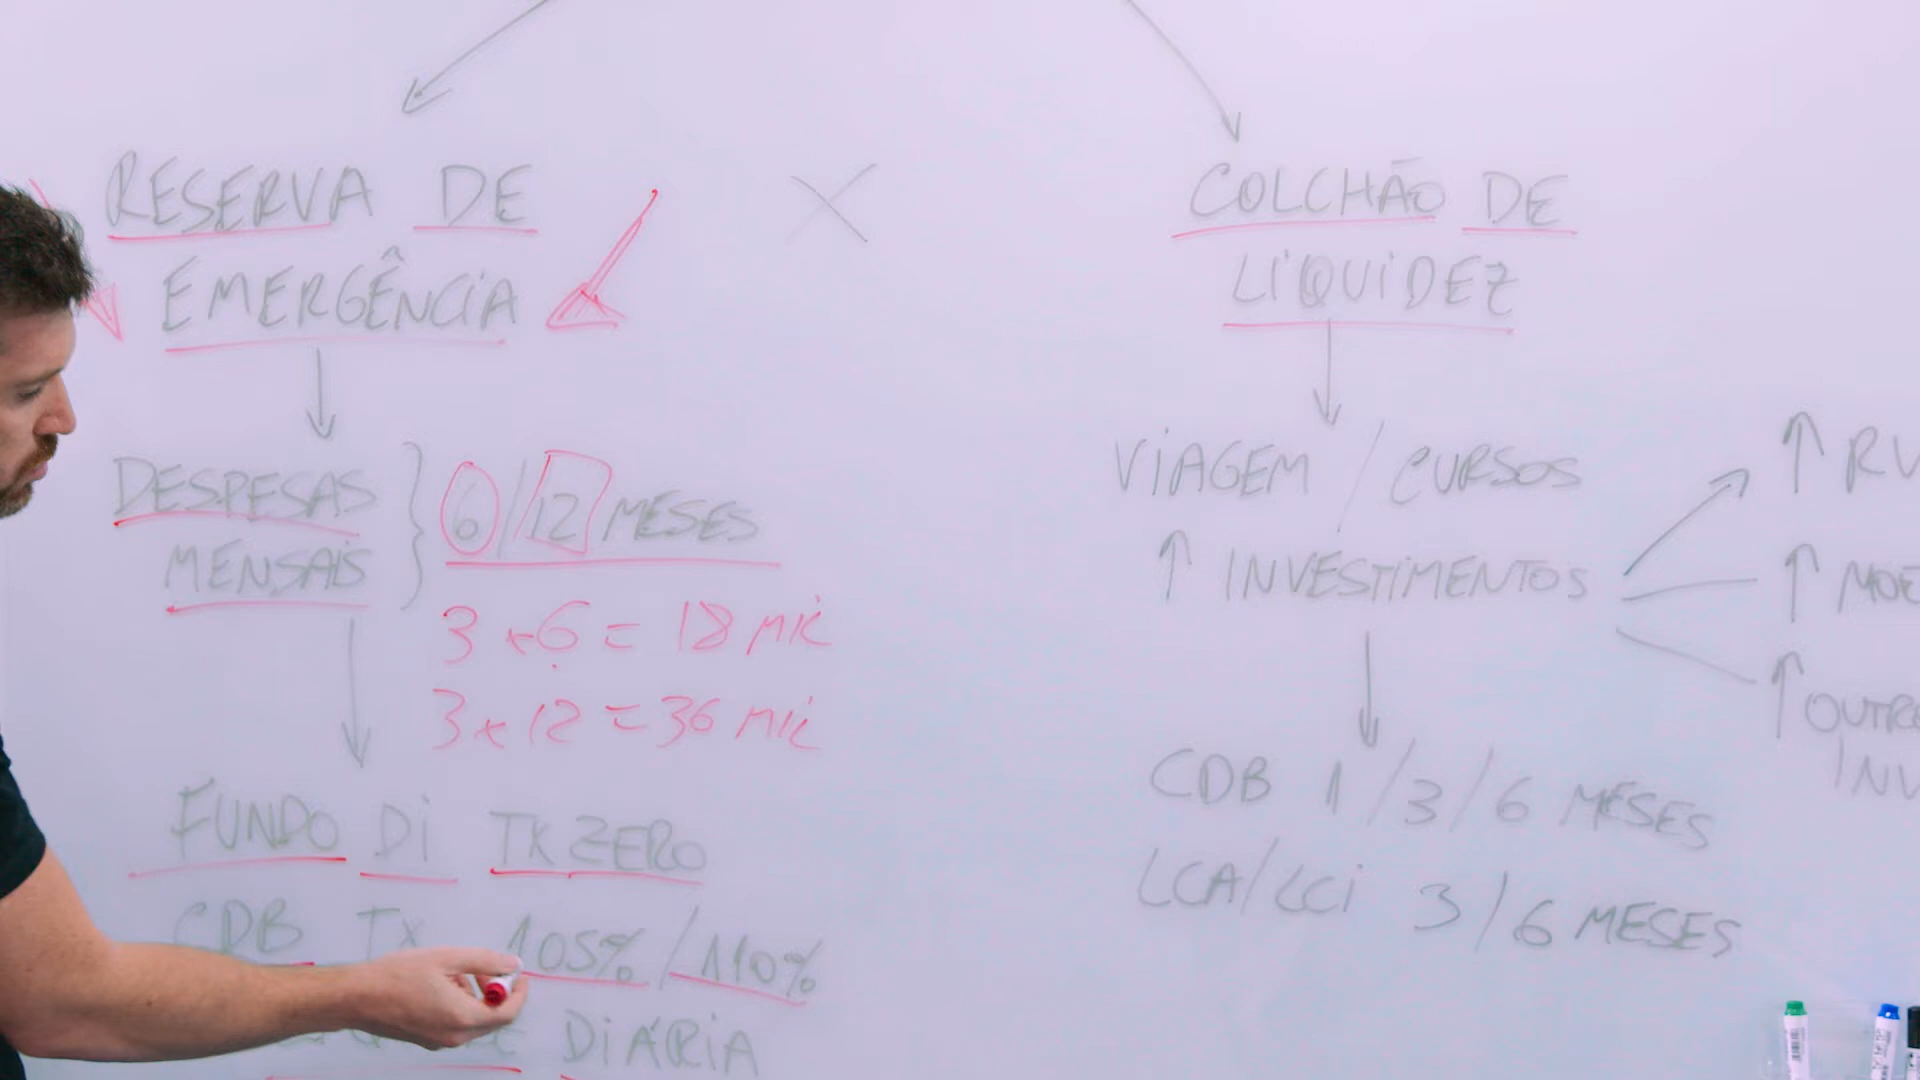 RESERVA DE
EMERGÊNCIA
DESPESAS
MENSAIS
6/12 MESES
3 x 6 = 18 MIL
3 x 12 = 36 MIL
FUNDO DI TX ZERO
CDB TX 105% / 110%
DIÁRIA
X
COLCHÃO DE
LIQUIDEZ
VIAGEM / CURSOS
↑ INVESTIMENTOS
↑ RV
↑ MOE
↑ OUTRO
INV
CDB 1/3/6 MESES
LCA/LCI 3/6 MESES